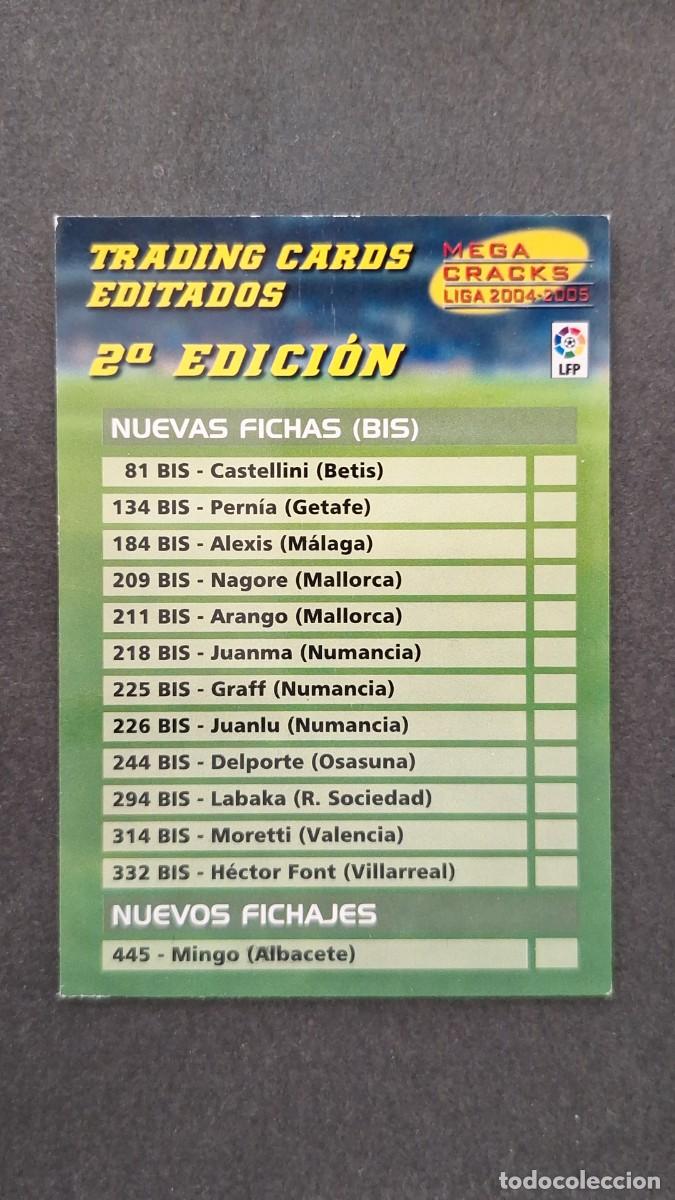 TRADING CARDS
EDITADOS
2ª EDICIÓN
MEGA
CRACKS
LIGA 2004-2005
LFP
NUEVAS FICHAS (BIS)
81 BIS - Castellini (Betis)
134 BIS - Pernía (Getafe)
184 BIS - Alexis (Málaga)
209 BIS - Nagore (Mallorca)
211 BIS - Arango (Mallorca)
218 BIS - Juanma (Numancia)
225 BIS - Graff (Numancia)
226 BIS - Juanlu (Numancia)
244 BIS - Delporte (Osasuna)
294 BIS - Labaka (R. Sociedad)
314 BIS - Moretti (Valencia)
332 BIS - Héctor Font (Villarreal)
NUEVOS FICHAJES
445 - Mingo (Albacete)
todocoleccion